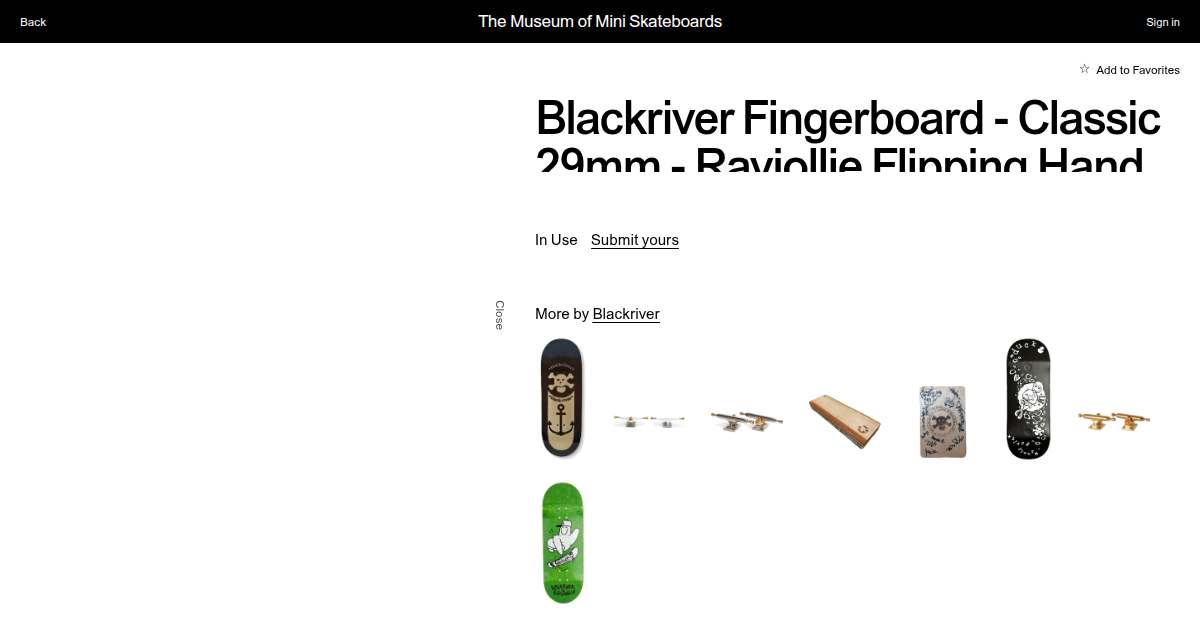 Back
The Museum of Mini Skateboards
Sign in
☆ Add to Favorites
Blackriver Fingerboard - Classic
29mm - Raviollie Flipping Hand
In Use Submit yours
Close
More by Blackriver